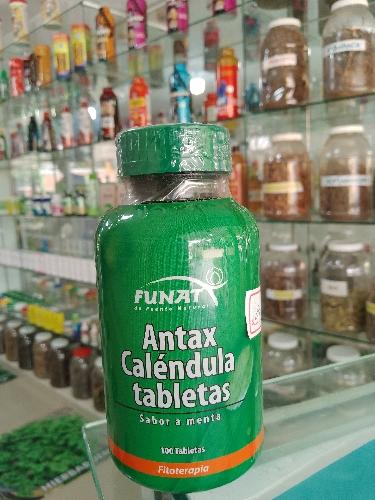 FUNAT
de Fuente Natural
Antax
Caléndula
tabletas
Sabor a menta
100 Tabletas
Fitoterapia